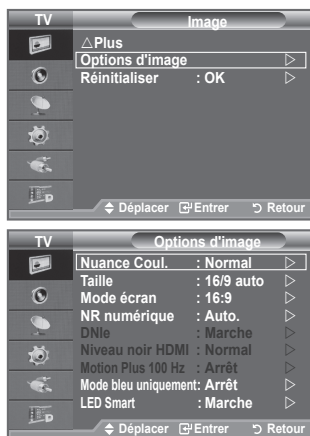 TV Image
△Plus
Options d'image
Réinitialiser : OK
Déplacer Entrer Retour
TV Options d'image
Nuance Coul. : Normal
Taille : 16/9 auto
Mode écran : 16:9
NR numérique : Auto.
DNIe : Marche
Niveau noir HDMI : Normal
Motion Plus 100 Hz : Arrêt
Mode bleu uniquement: Arrêt
LED Smart : Marche
Déplacer Entrer Retour